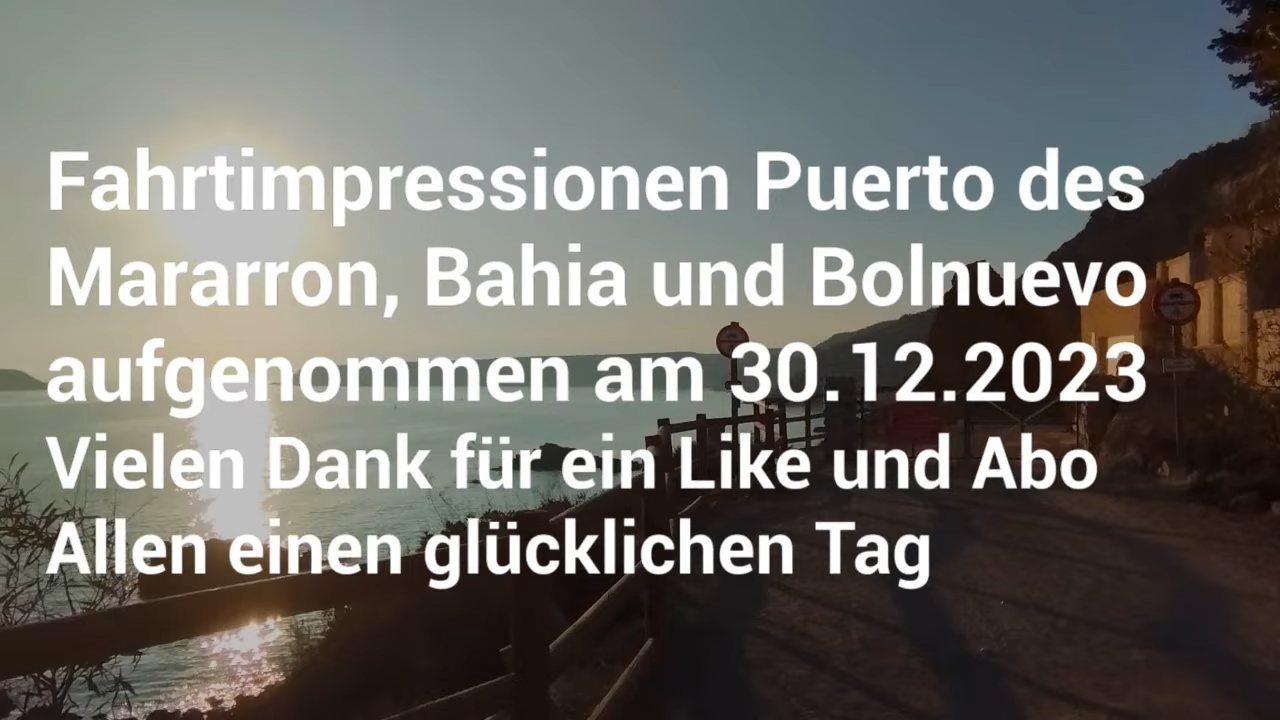 Fahrtimpressionen Puerto des
Mararron, Bahia und Bolnuevo
aufgenommen am 30.12.2023
Vielen Dank für ein Like und Abo
Allen einen glücklichen Tag